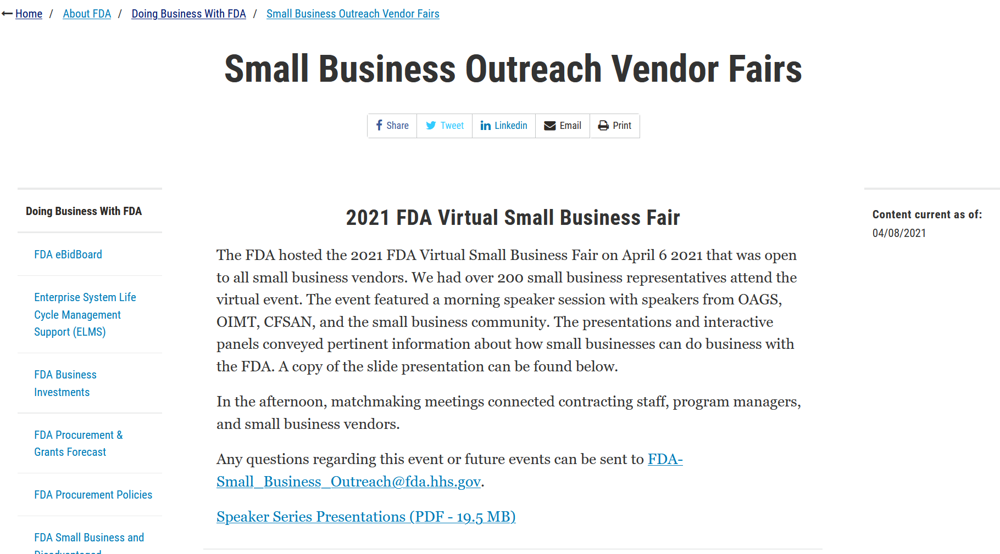 Home / About FDA / Doing Business With FDA / Small Business Outreach Vendor Fairs
Small Business Outreach Vendor Fairs
Share Tweet Linkedin Email Print
Doing Business With FDA
FDA eBidBoard
Enterprise System Life
Cycle Management
Support (ELMS)
FDA Business
Investments
FDA Procurement &
Grants Forecast
FDA Procurement Policies
FDA Small Business and
Disadvantaged
2021 FDA Virtual Small Business Fair
The FDA hosted the 2021 FDA Virtual Small Business Fair on April 6 2021 that was open
to all small business vendors. We had over 200 small business representatives attend the
virtual event. The event featured a morning speaker session with speakers from OAGS,
OIMT, CFSAN, and the small business community. The presentations and interactive
panels conveyed pertinent information about how small businesses can do business with
the FDA. A copy of the slide presentation can be found below.
In the afternoon, matchmaking meetings connected contracting staff, program managers,
and small business vendors.
Any questions regarding this event or future events can be sent to FDA-
Small_Business_Outreach@fda.hhs.gov.
Speaker Series Presentations (PDF - 19.5 MB)
Content current as of:
04/08/2021